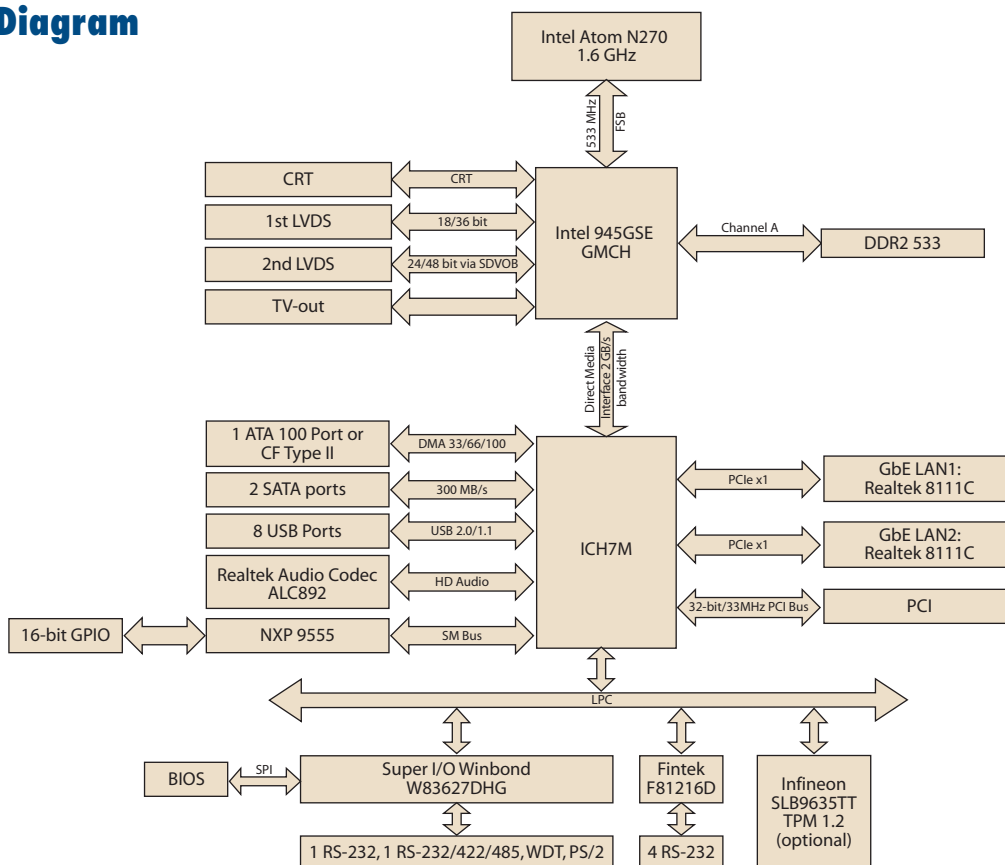 Diagram
Intel Atom N270
1.6 GHz
533 MHz
FSB
CRT
CRT
1st LVDS
18/36 bit
2nd LVDS
24/48 bit via SDVOB
TV-out
Intel 945GSE
GMCH
Channel A
DDR2 533
Direct Media
Interface 2 GB/s
bandwidth
1 ATA 100 Port or
CF Type II
DMA 33/66/100
2 SATA ports
300 MB/s
8 USB Ports
USB 2.0/1.1
Realtek Audio Codec
ALC892
HD Audio
16-bit GPIO
NXP 9555
SM Bus
ICH7M
PCIe x1
GbE LAN1:
Realtek 8111C
PCIe x1
GbE LAN2:
Realtek 8111C
32-bit/33MHz PCI Bus
PCI
LPC
BIOS
SPI
Super I/O Winbond
W83627DHG
Fintek
F81216D
Infineon
SLB9635TT
TPM 1.2
(optional)
1 RS-232, 1 RS-232/422/485, WDT, PS/2
4 RS-232